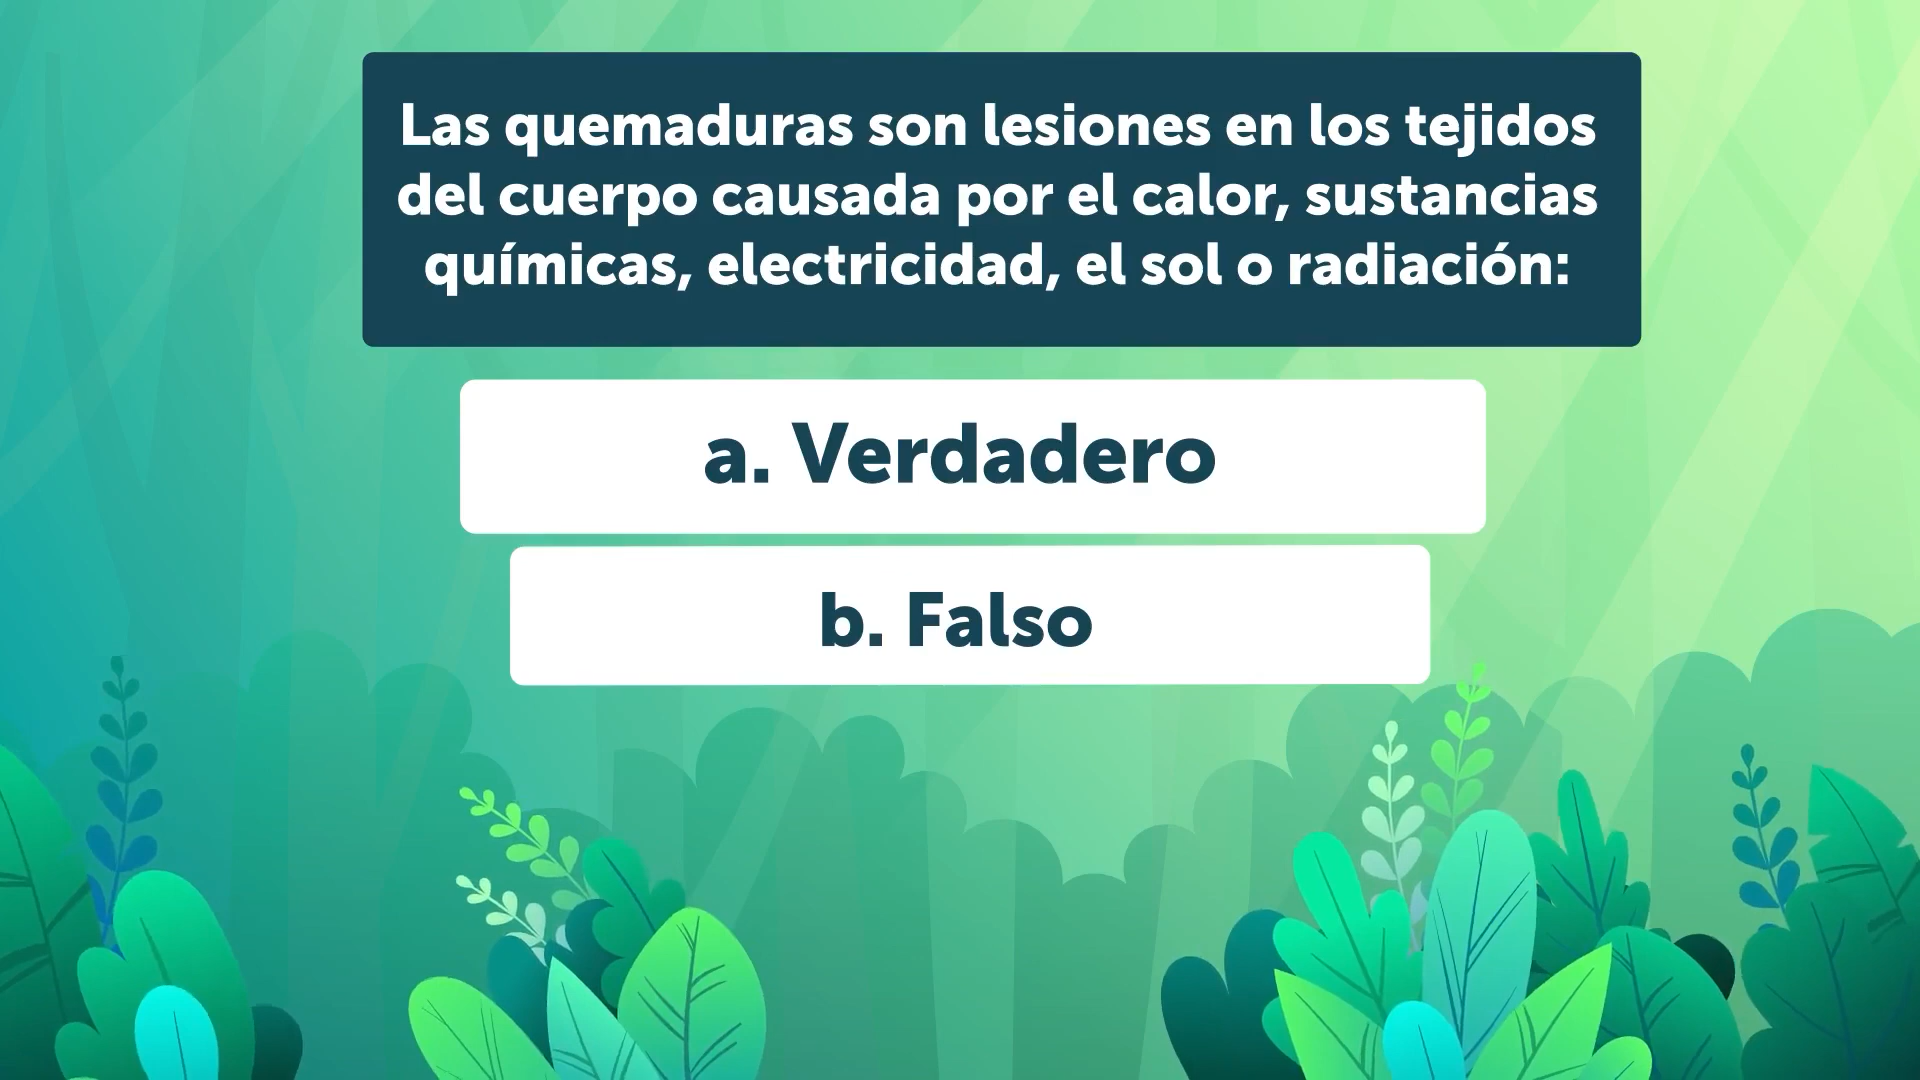 Las quemaduras son lesiones en los tejidos
del cuerpo causada por el calor, sustancias
químicas, electricidad, el sol o radiación:
a. Verdadero
b. Falso